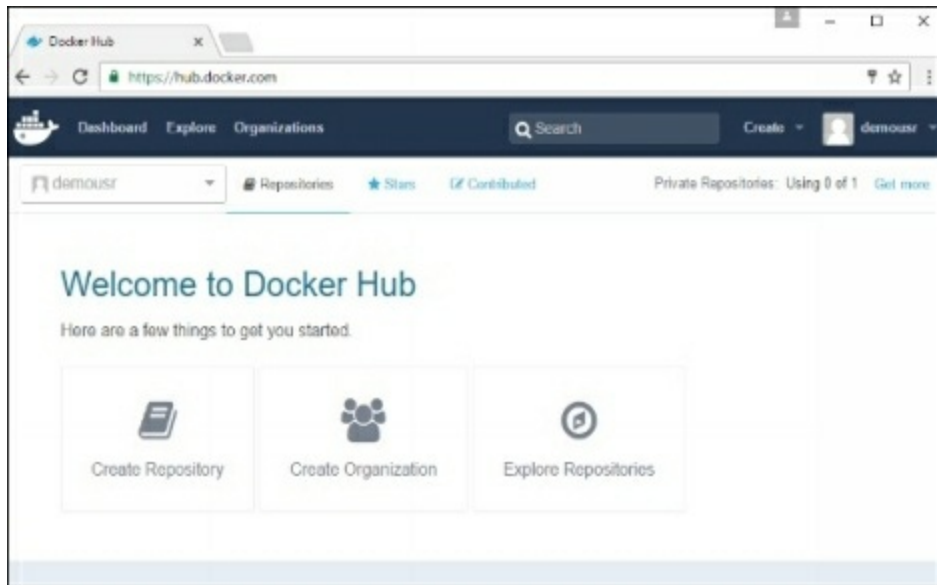 Docker Hub
https://hub.docker.com
Dashboard Explore Organizations Search Create demousr
demousr Repositories Stars Contributed Private Repositories: Using 0 of 1 Get more
Welcome to Docker Hub
Here are a few things to get you started.
Create Repository Create Organization Explore Repositories